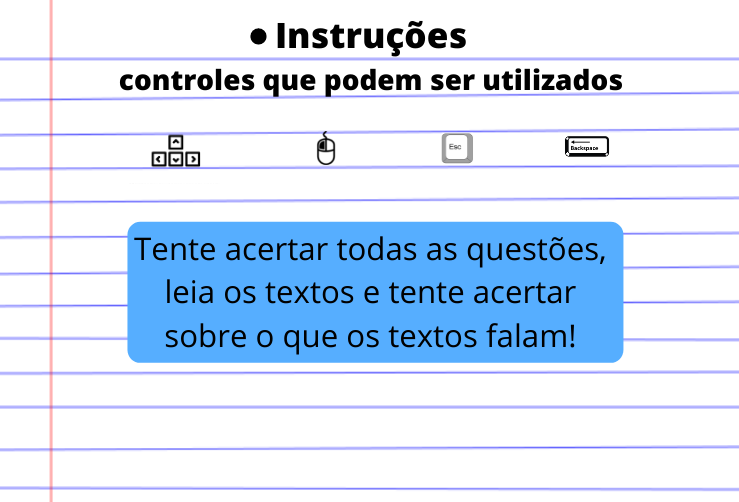 • Instruções
controles que podem ser utilizados
Esc
Backspace
Tente acertar todas as questões,
leia os textos e tente acertar
sobre o que os textos falam!